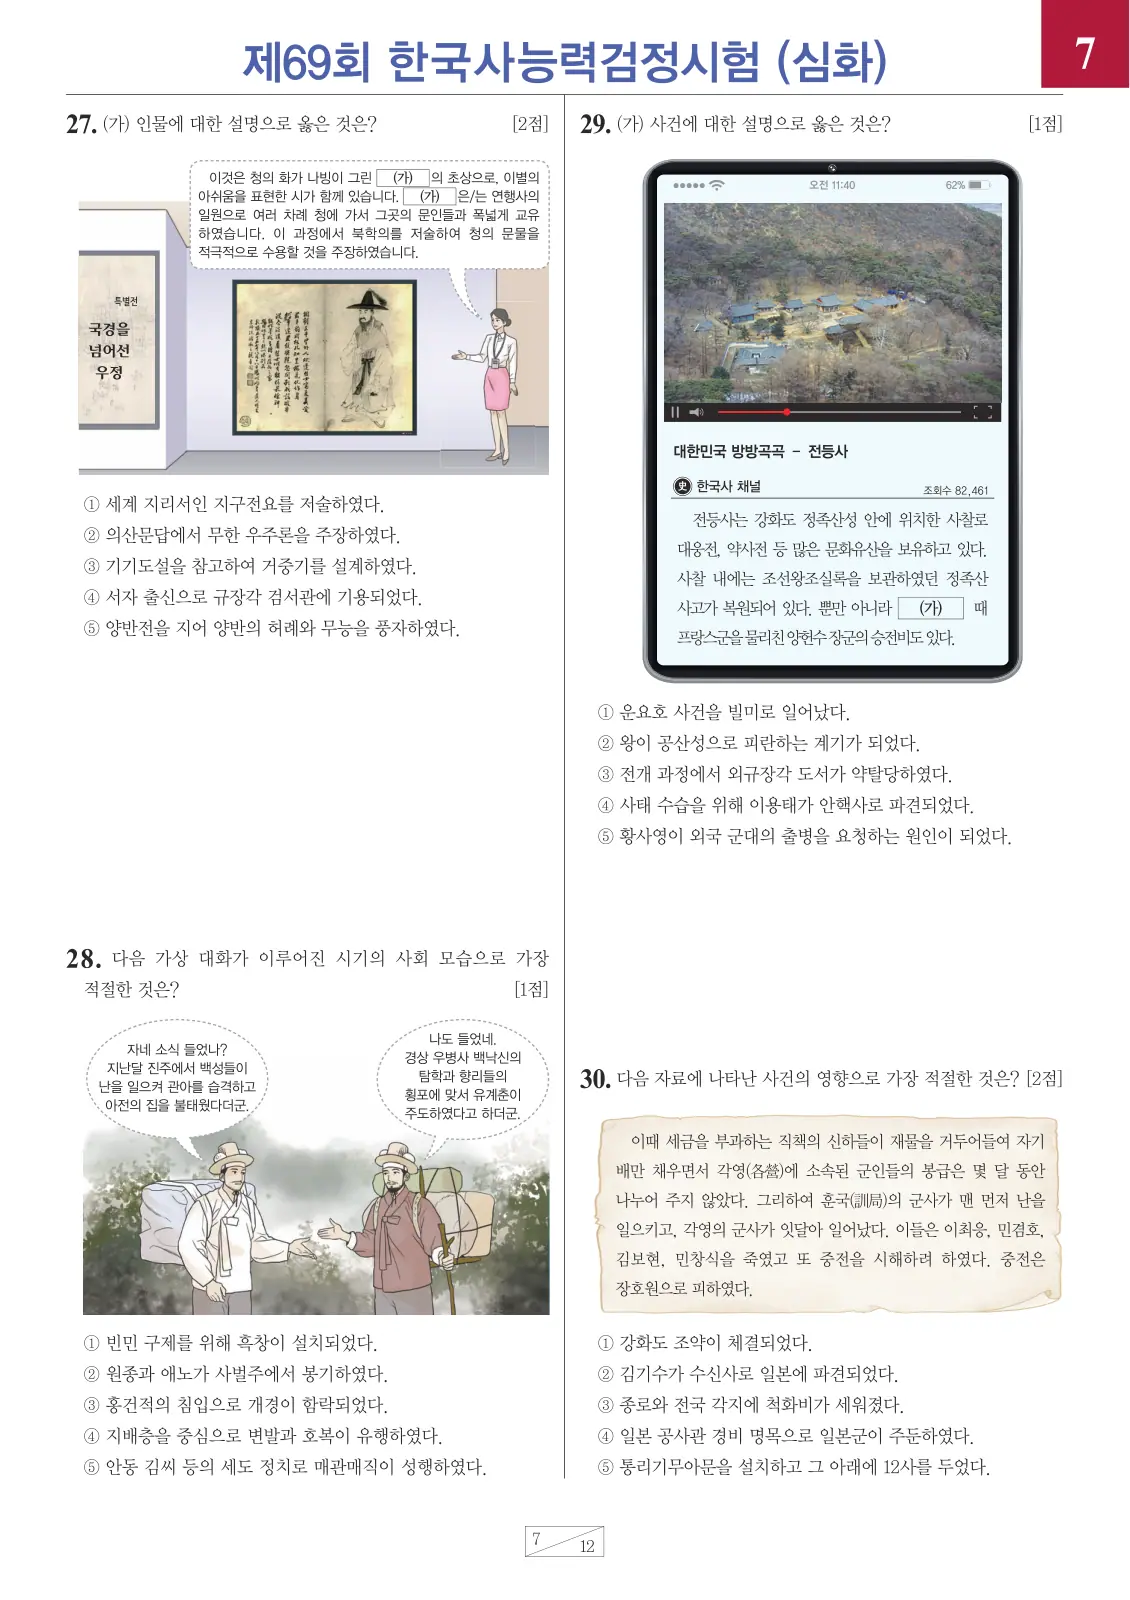 제69회 한국사능력검정시험 (심화)
7
27. (가) 인물에 대한 설명으로 옳은 것은? [2점]
이것은 청의 화가 나빙이 그린 (가) 의 초상으로, 이별의
아쉬움을 표현한 시가 함께 있습니다. (가) 은/는 연행사의
일원으로 여러 차례 청에 가서 그곳의 문인들과 폭넓게 교유
하였습니다. 이 과정에서 북학의를 저술하여 청의 문물을
적극적으로 수용할 것을 주장하였습니다.
특별전
국경을
넘어선
우정
① 세계 지리서인 지구전요를 저술하였다.
② 의산문답에서 무한 우주론을 주장하였다.
③ 기기도설을 참고하여 거중기를 설계하였다.
④ 서자 출신으로 규장각 검서관에 기용되었다.
⑤ 양반전을 지어 양반의 허례와 무능을 풍자하였다.
28. 다음 가상 대화가 이루어진 시기의 사회 모습으로 가장
적절한 것은? [1점]
자네 소식 들었나?
지난달 진주에서 백성들이
난을 일으켜 관아를 습격하고
아전의 집을 불태웠다더군.
나도 들었네.
경상 우병사 백낙신의
탐학과 향리들의
횡포에 맞서 유계춘이
주도하였다고 하더군.
① 빈민 구제를 위해 흑창이 설치되었다.
② 원종과 애노가 사벌주에서 봉기하였다.
③ 홍건적의 침입으로 개경이 함락되었다.
④ 지배층을 중심으로 변발과 호복이 유행하였다.
⑤ 안동 김씨 등의 세도 정치로 매관매직이 성행하였다.
29. (가) 사건에 대한 설명으로 옳은 것은? [1점]
오전 11:40 62%
대한민국 방방곡곡 - 전등사
史 한국사 채널 조회수 82,461
전등사는 강화도 정족산성 안에 위치한 사찰로
대웅전, 약사전 등 많은 문화유산을 보유하고 있다.
사찰 내에는 조선왕조실록을 보관하였던 정족산
사고가 복원되어 있다. 뿐만 아니라 (가) 때
프랑스군을 물리친 양헌수 장군의 승전비도 있다.
① 운요호 사건을 빌미로 일어났다.
② 왕이 공산성으로 피란하는 계기가 되었다.
③ 전개 과정에서 외규장각 도서가 약탈당하였다.
④ 사태 수습을 위해 이용태가 안핵사로 파견되었다.
⑤ 황사영이 외국 군대의 출병을 요청하는 원인이 되었다.
30. 다음 자료에 나타난 사건의 영향으로 가장 적절한 것은? [2점]
이때 세금을 부과하는 직책의 신하들이 재물을 거두어들여 자기
배만 채우면서 각영(各營)에 소속된 군인들의 봉급은 몇 달 동안
나누어 주지 않았다. 그리하여 훈국(訓局)의 군사가 맨 먼저 난을
일으키고, 각영의 군사가 잇달아 일어났다. 이들은 이최응, 민겸호,
김보현, 민창식을 죽였고 또 중전을 시해하려 하였다. 중전은
장호원으로 피하였다.
① 강화도 조약이 체결되었다.
② 김기수가 수신사로 일본에 파견되었다.
③ 종로와 전국 각지에 척화비가 세워졌다.
④ 일본 공사관 경비 명목으로 일본군이 주둔하였다.
⑤ 통리기무아문을 설치하고 그 아래에 12사를 두었다.
7
12